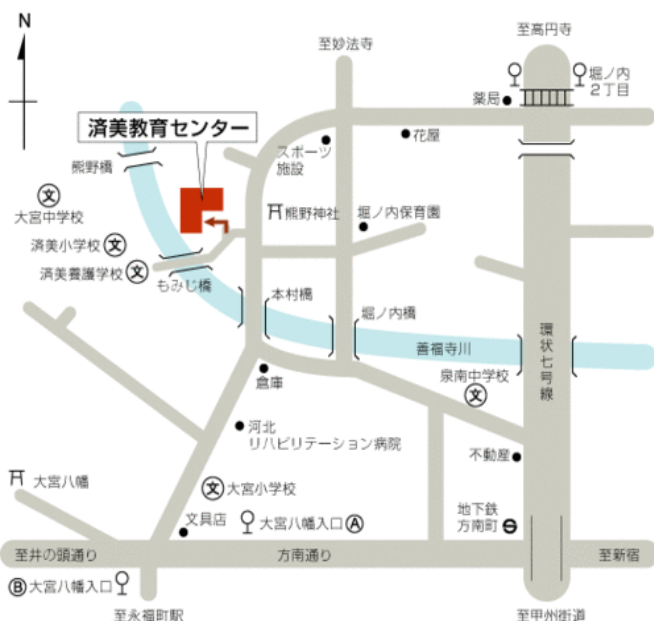 N
至高円寺
至妙法寺
堀ノ内
2丁目
薬局
済美教育センター
花屋
スポーツ
施設
熊野橋
文
大宮中学校
熊野神社
堀ノ内保育園
済美小学校
文
済美養護学校
文
もみじ橋
本村橋
堀ノ内橋
善福寺川
環状七号線
泉南中学校
文
倉庫
河北
リハビリテーション病院
不動産
大宮八幡
文
大宮小学校
地下鉄
方南町
文具店
大宮八幡入口
A
至井の頭通り
方南通り
至新宿
B
大宮八幡入口
至永福町駅
至甲州街道